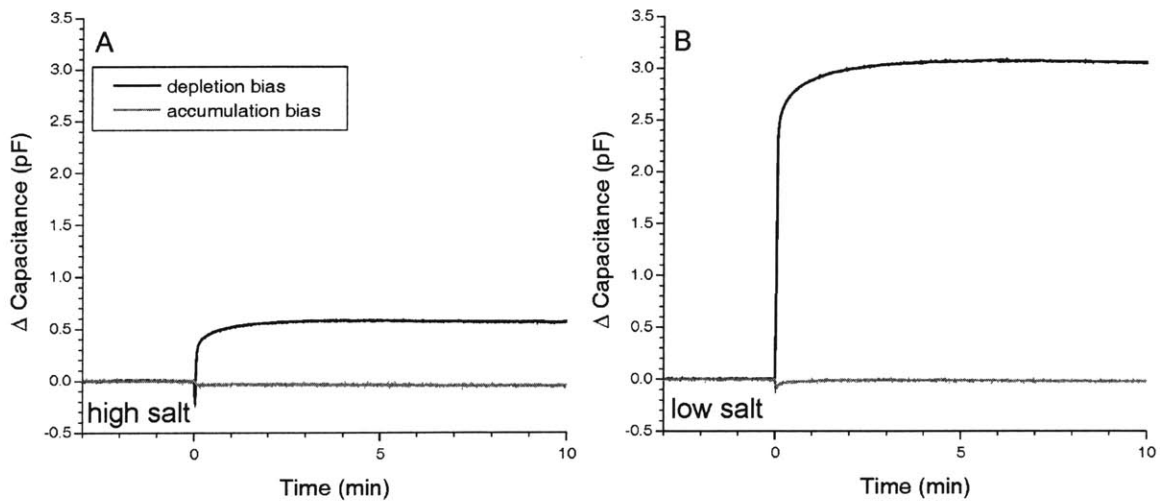 A
depletion bias
accumulation bias
high salt
Δ Capacitance (pF)
3.5
3.0
2.5
2.0
1.5
1.0
0.5
0.0
-0.5
0
5
10
Time (min)
B
low salt
Δ Capacitance (pF)
3.5
3.0
2.5
2.0
1.5
1.0
0.5
0.0
-0.5
0
5
10
Time (min)